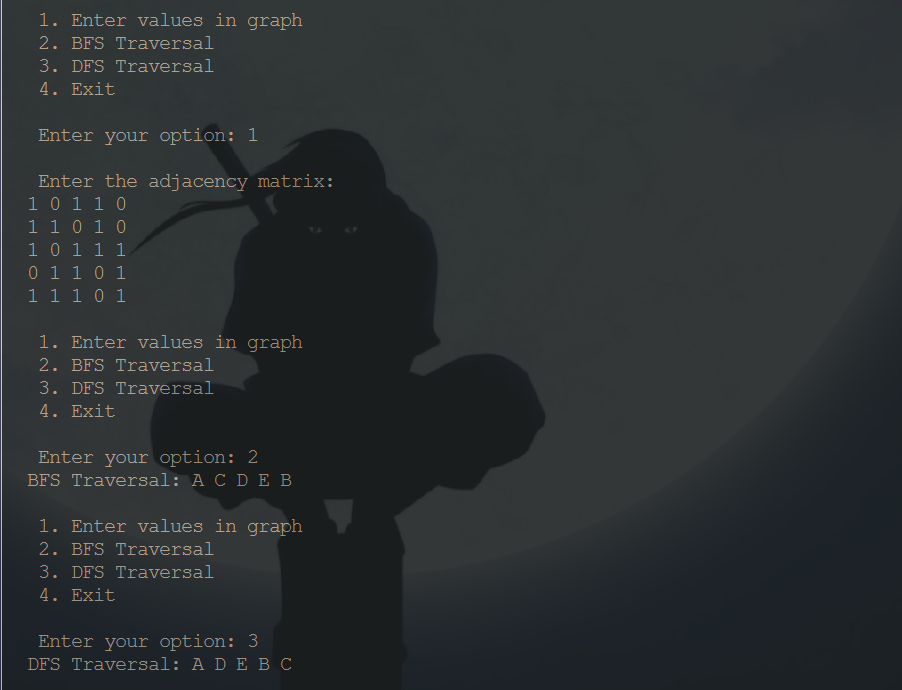 1. Enter values in graph
2. BFS Traversal
3. DFS Traversal
4. Exit
Enter your option: 1
Enter the adjacency matrix:
1 0 1 1 0
1 1 0 1 0
1 0 1 1 1
0 1 1 0 1
1 1 1 0 1
1. Enter values in graph
2. BFS Traversal
3. DFS Traversal
4. Exit
Enter your option: 2
BFS Traversal: A C D E B
1. Enter values in graph
2. BFS Traversal
3. DFS Traversal
4. Exit
Enter your option: 3
DFS Traversal: A D E B C